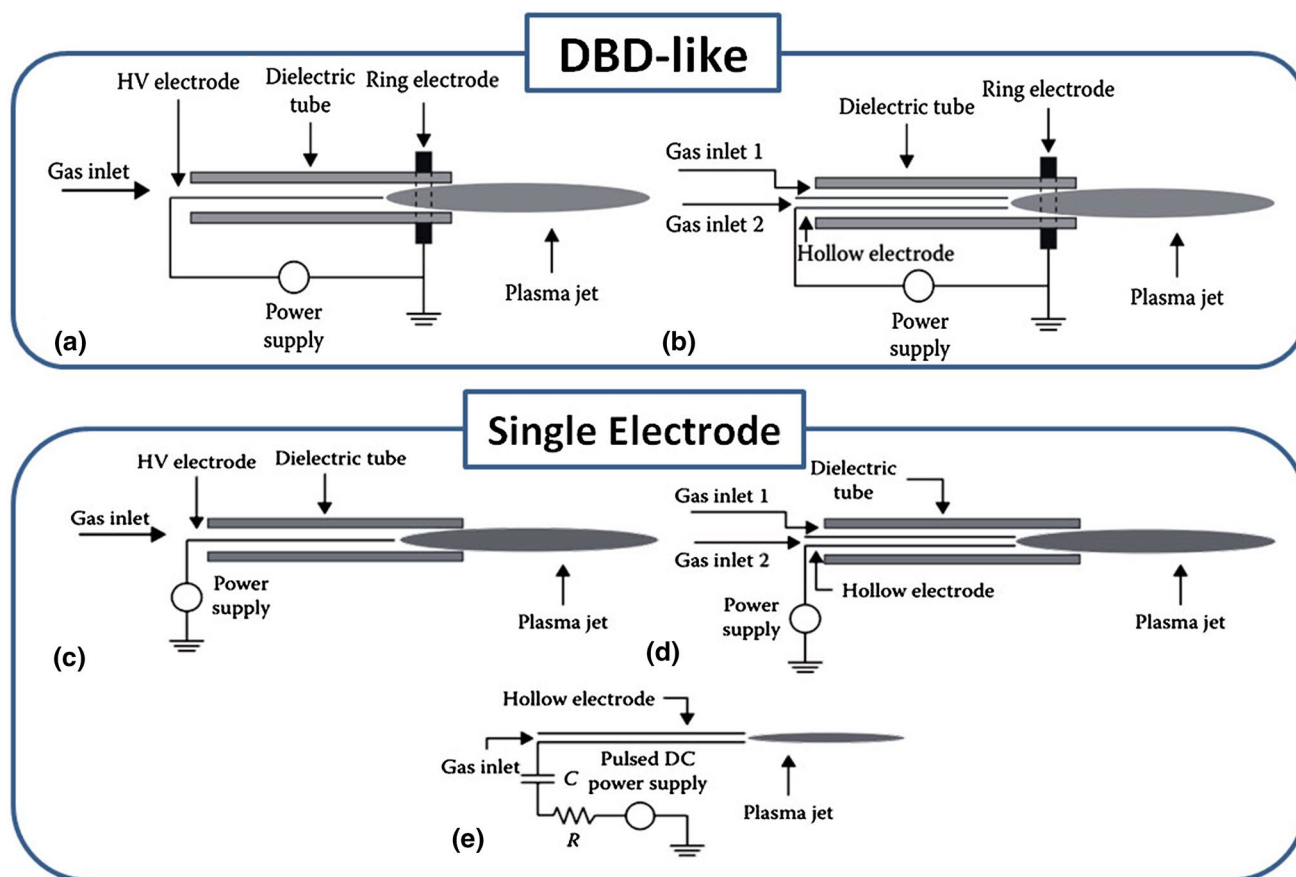 DBD-like
HV electrode
Dielectric
tube
Ring electrode
Gas inlet
Plasma jet
Power
supply
(a)
Dielectric tube
Ring electrode
Gas inlet 1
Gas inlet 2
Hollow electrode
Plasma jet
Power
supply
(b)
Single Electrode
HV electrode
Dielectric tube
Gas inlet
Power
supply
Plasma jet
(c)
Dielectric
tube
Gas inlet 1
Gas inlet 2
Hollow electrode
Power
supply
Plasma jet
(d)
Hollow electrode
Gas inlet
C
Pulsed DC
power supply
Plasma jet
R
(e)